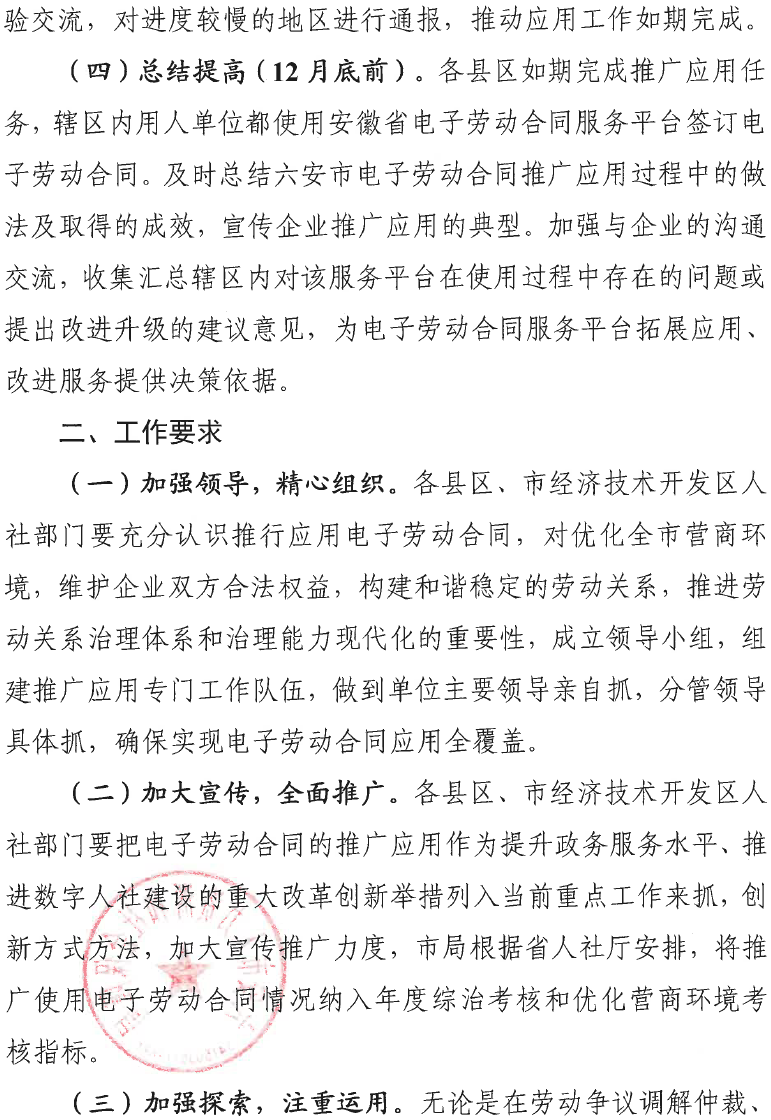 验交流，对进度较慢的地区进行通报，推动应用工作如期完成。
（四）总结提高（12月底前）。各县区如期完成推广应用任
务，辖区内用人单位都使用安徽省电子劳动合同服务平台签订电
子劳动合同。及时总结六安市电子劳动合同推广应用过程中的做
法及取得的成效，宣传企业推广应用的典型。加强与企业的沟通
交流，收集汇总辖区内对该服务平台在使用过程中存在的问题或
提出改进升级的建议意见，为电子劳动合同服务平台拓展应用、
改进服务提供决策依据。
二、工作要求
（一）加强领导，精心组织。各县区、市经济技术开发区人
社部门要充分认识推行应用电子劳动合同，对优化全市营商环
境，维护企业双方合法权益，构建和谐稳定的劳动关系，推进劳
动关系治理体系和治理能力现代化的重要性，成立领导小组，组
建推广应用专门工作队伍，做到单位主要领导亲自抓，分管领导
具体抓，确保实现电子劳动合同应用全覆盖。
（二）加大宣传，全面推广。各县区、市经济技术开发区人
社部门要把电子劳动合同的推广应用作为提升政务服务水平、推
进数字人社建设的重大改革创新举措列入当前重点工作来抓，创
新方式方法，加大宣传推广力度，市局根据省人社厅安排，将推
广使用电子劳动合同情况纳入年度综治考核和优化营商环境考
核指标。
（三）加强探索，注重运用。无论是在劳动争议调解仲裁、